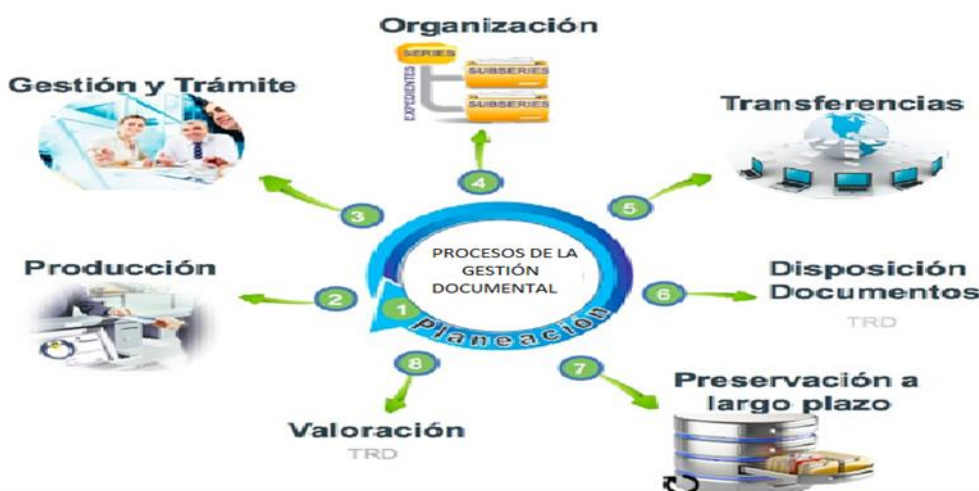 Organización
SERIES
SUBSERIES
SUBSERIES
EXPEDIENTES
Gestión y Trámite
Transferencias
4
3
5
PROCESOS DE LA
GESTIÓN
DOCUMENTAL
Producción
2
1
Planeación
6
Disposición
Documentos
TRD
8
7
Valoración
TRD
Preservación a
largo plazo